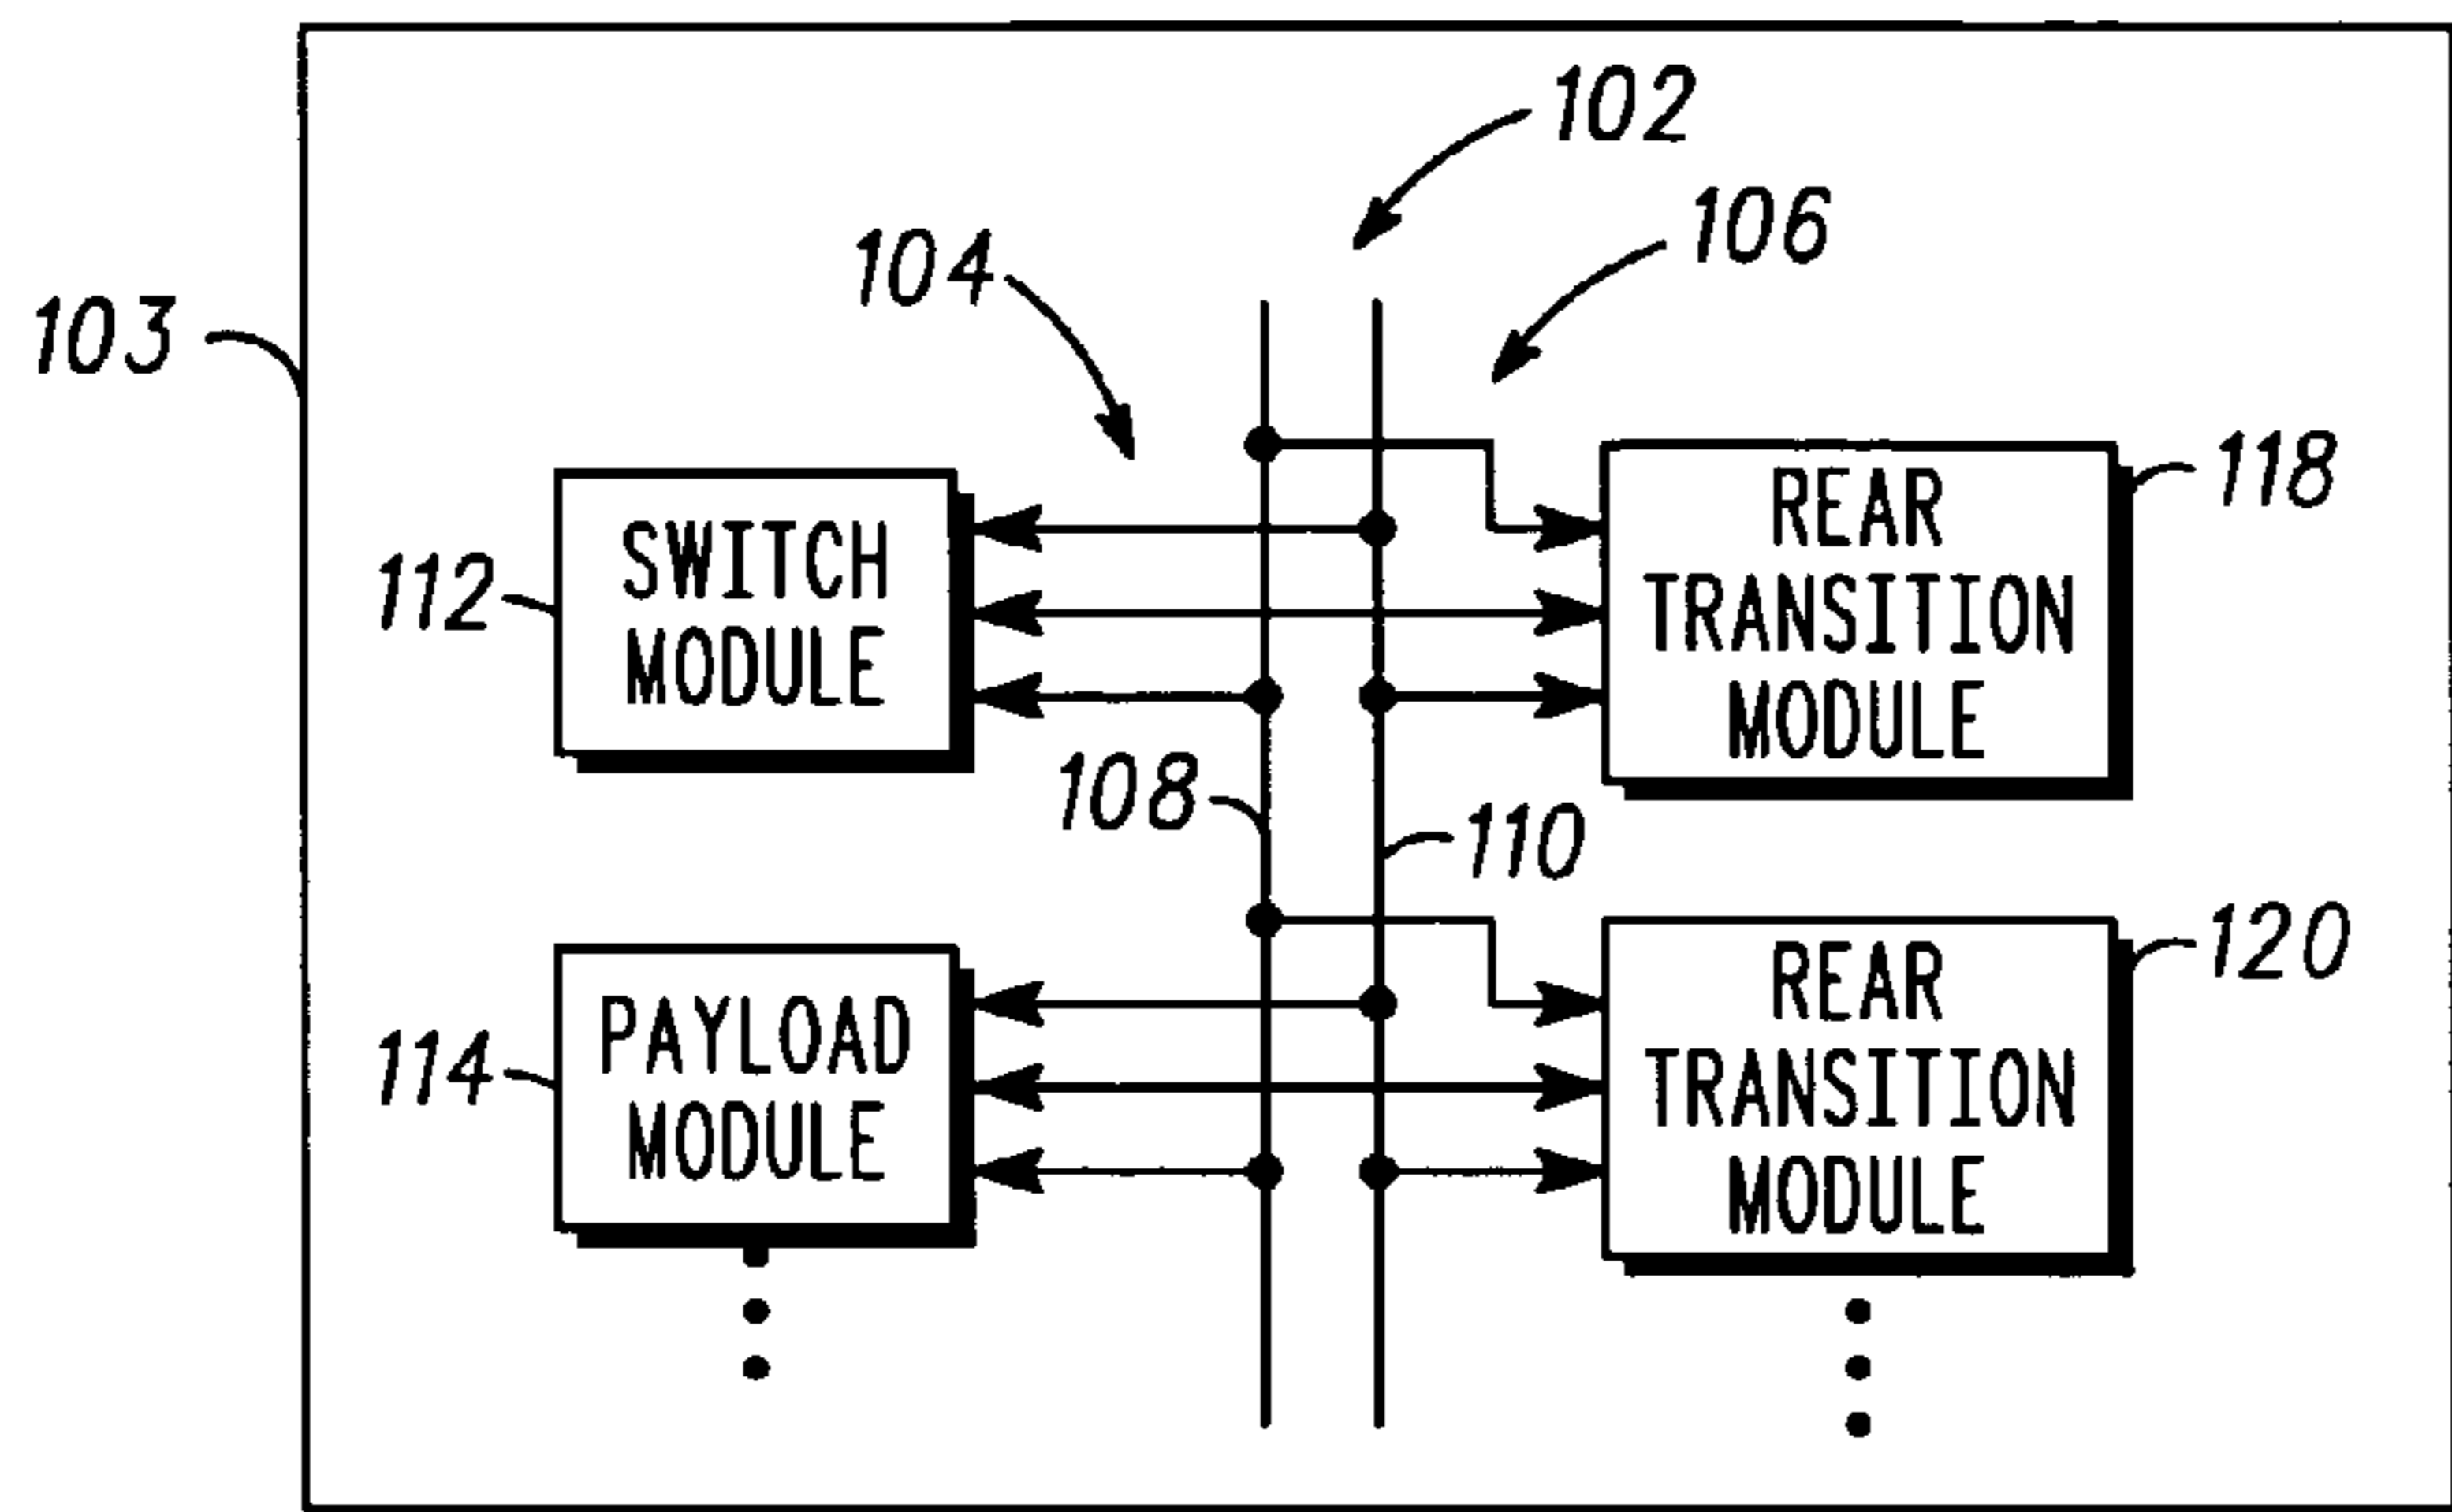 102
106
104
103
118
REAR
TRANSITION
MODULE
112
SWITCH
MODULE
108
110
120
REAR
TRANSITION
MODULE
114
PAYLOAD
MODULE